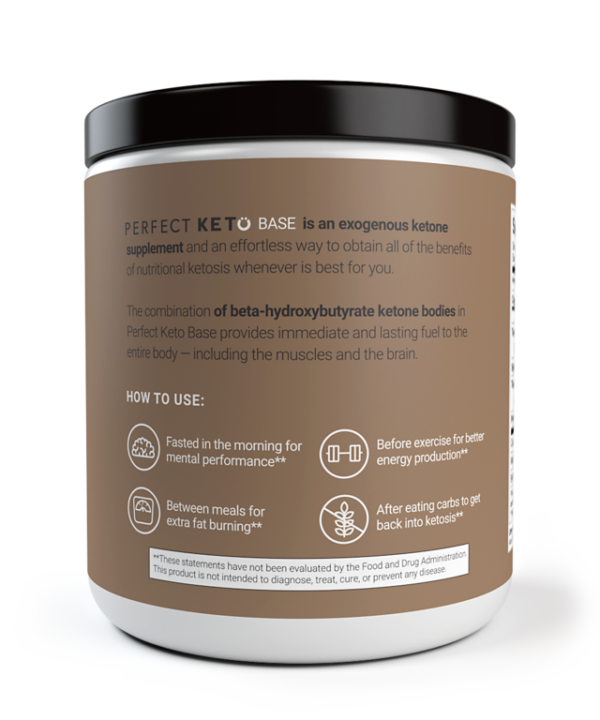 PERFECT KETO BASE is an exogenous ketone
supplement and an effortless way to obtain all of the benefits
of nutritional ketosis whenever is best for you.
The combination of beta-hydroxybutyrate ketone bodies in
Perfect Keto Base provides immediate and lasting fuel to the
entire body – including the muscles and the brain.
HOW TO USE:
Fasted in the morning for
mental performance**
Before exercise for better
energy production**
Between meals for
extra fat burning**
After eating carbs to get
back into ketosis**
**These statements have not been evaluated by the Food and Drug Administration.
This product is not intended to diagnose, treat, cure, or prevent any disease.